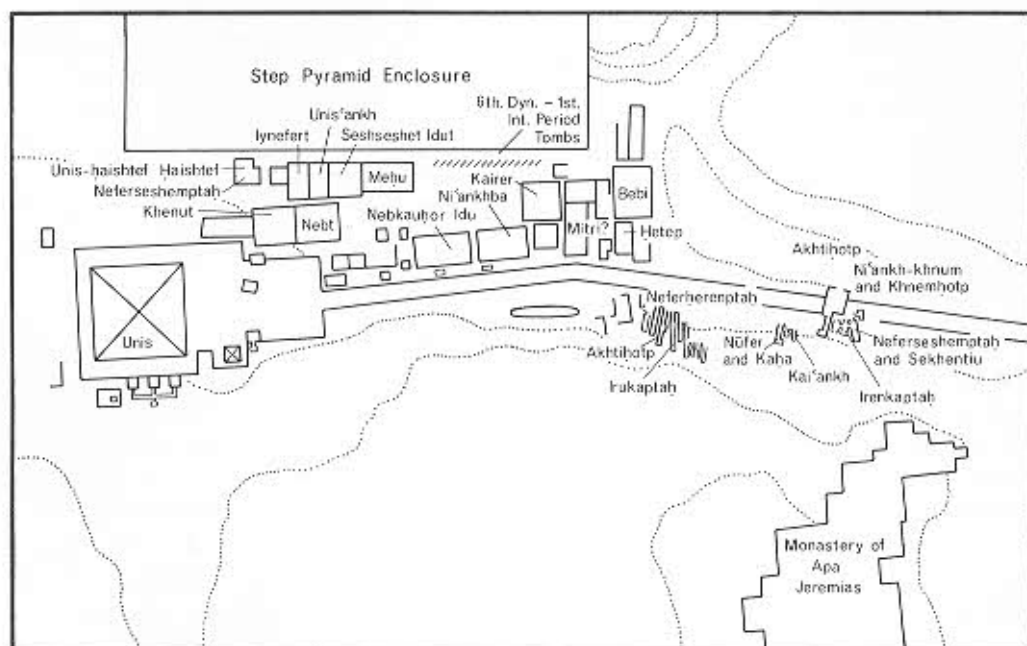 Step Pyramid Enclosure
6th. Dyn. – 1st.
Int. Period
Tombs
Unis'ankh
Iynefert
Seshseshet Idut
Unis-haishtef Haishtef
Neferseshemptah
Mehu
Khenut
Nebt
Kairer
Ni'ankhba
Nebkauhor Idu
Bebi
Mitri?
Hetep
Akhtihotp
Ni'ankh-khnum
and Khnemhotp
Unis
Neferherenptah
Akhtihotp
Irukaptah
Nūfer
and Kaha
Kai'ankh
Neferseshemptah
and Sekhentiu
Irenkaptah
Monastery of
Apa
Jeremias